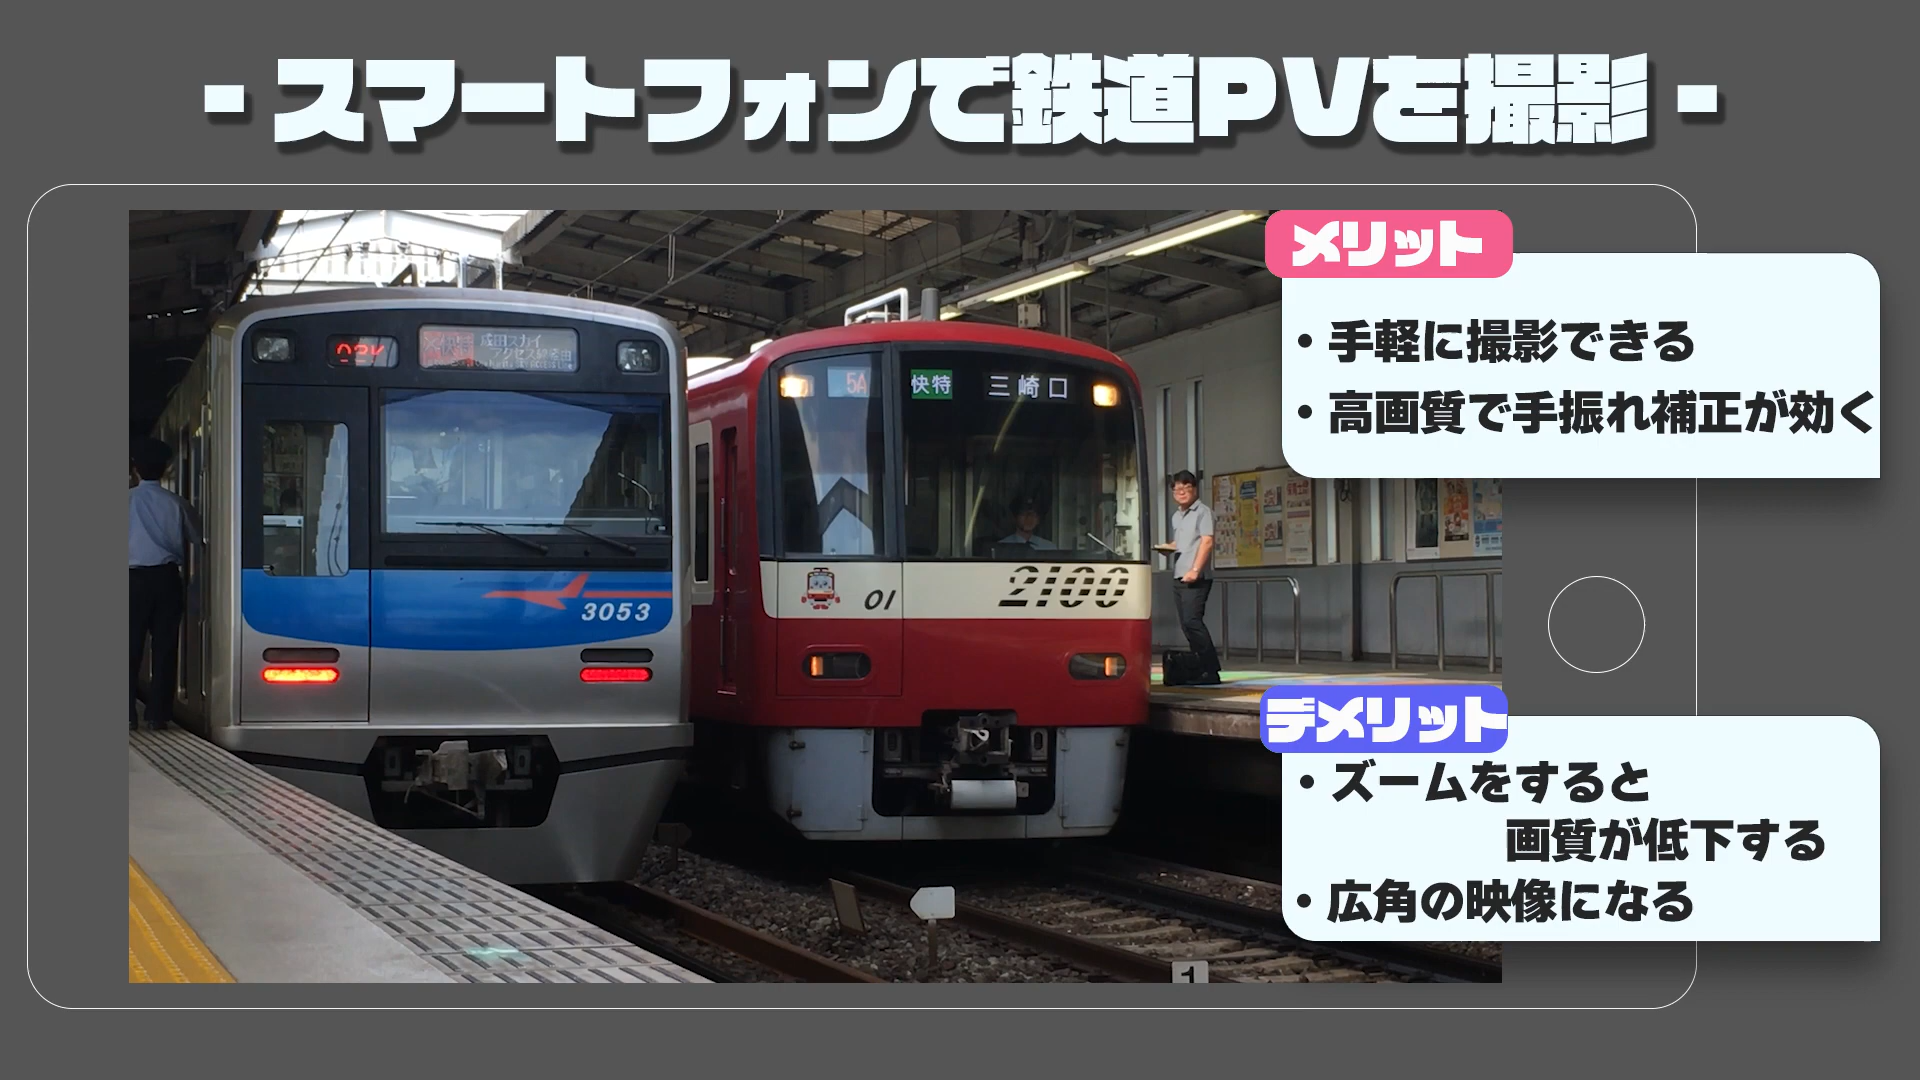 - スマートフォンで鉄道PVを撮影 -
メリット
・手軽に撮影できる
・高画質で手振れ補正が効く
成田スカイ
アクセス線経由
5A
快特
三崎口
3053
01
2100
デメリット
・ズームをすると
画質が低下する
・広角の映像になる
1